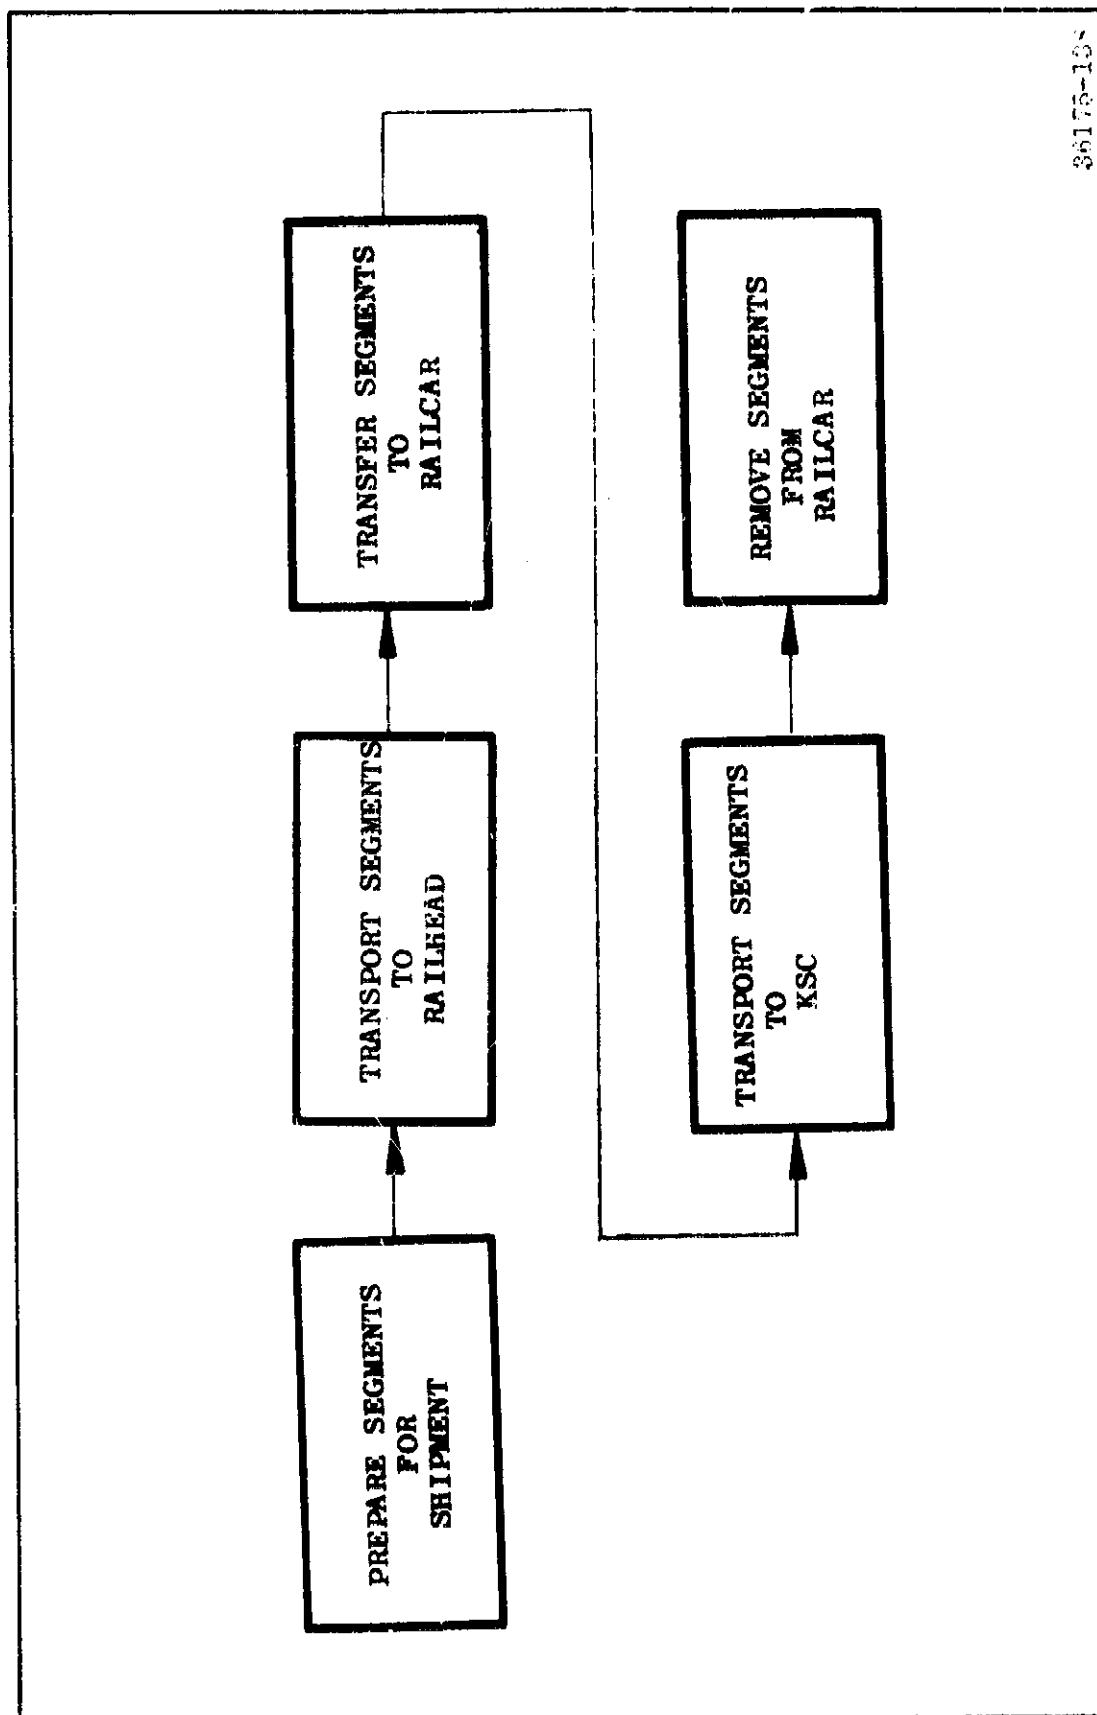 PREPARE SEGMENTS
FOR
SHIPMENT
TRANSPORT SEGMENTS
TO
RAILHEAD
TRANSFER SEGMENTS
TO
RAILCAR
TRANSPORT SEGMENTS
TO
KSC
REMOVE SEGMENTS
FROM
RAILCAR